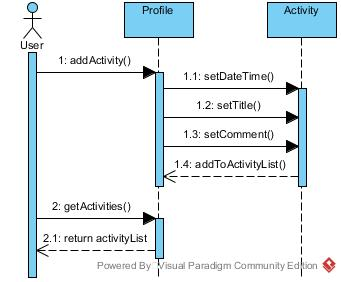 Profile
Activity
User
1: addActivity()
1.1: setDateTime()
1.2: setTitle()
1.3: setComment()
1.4: addToActivityList()
2: getActivities()
2.1: return activityList
Powered By Visual Paradigm Community Edition